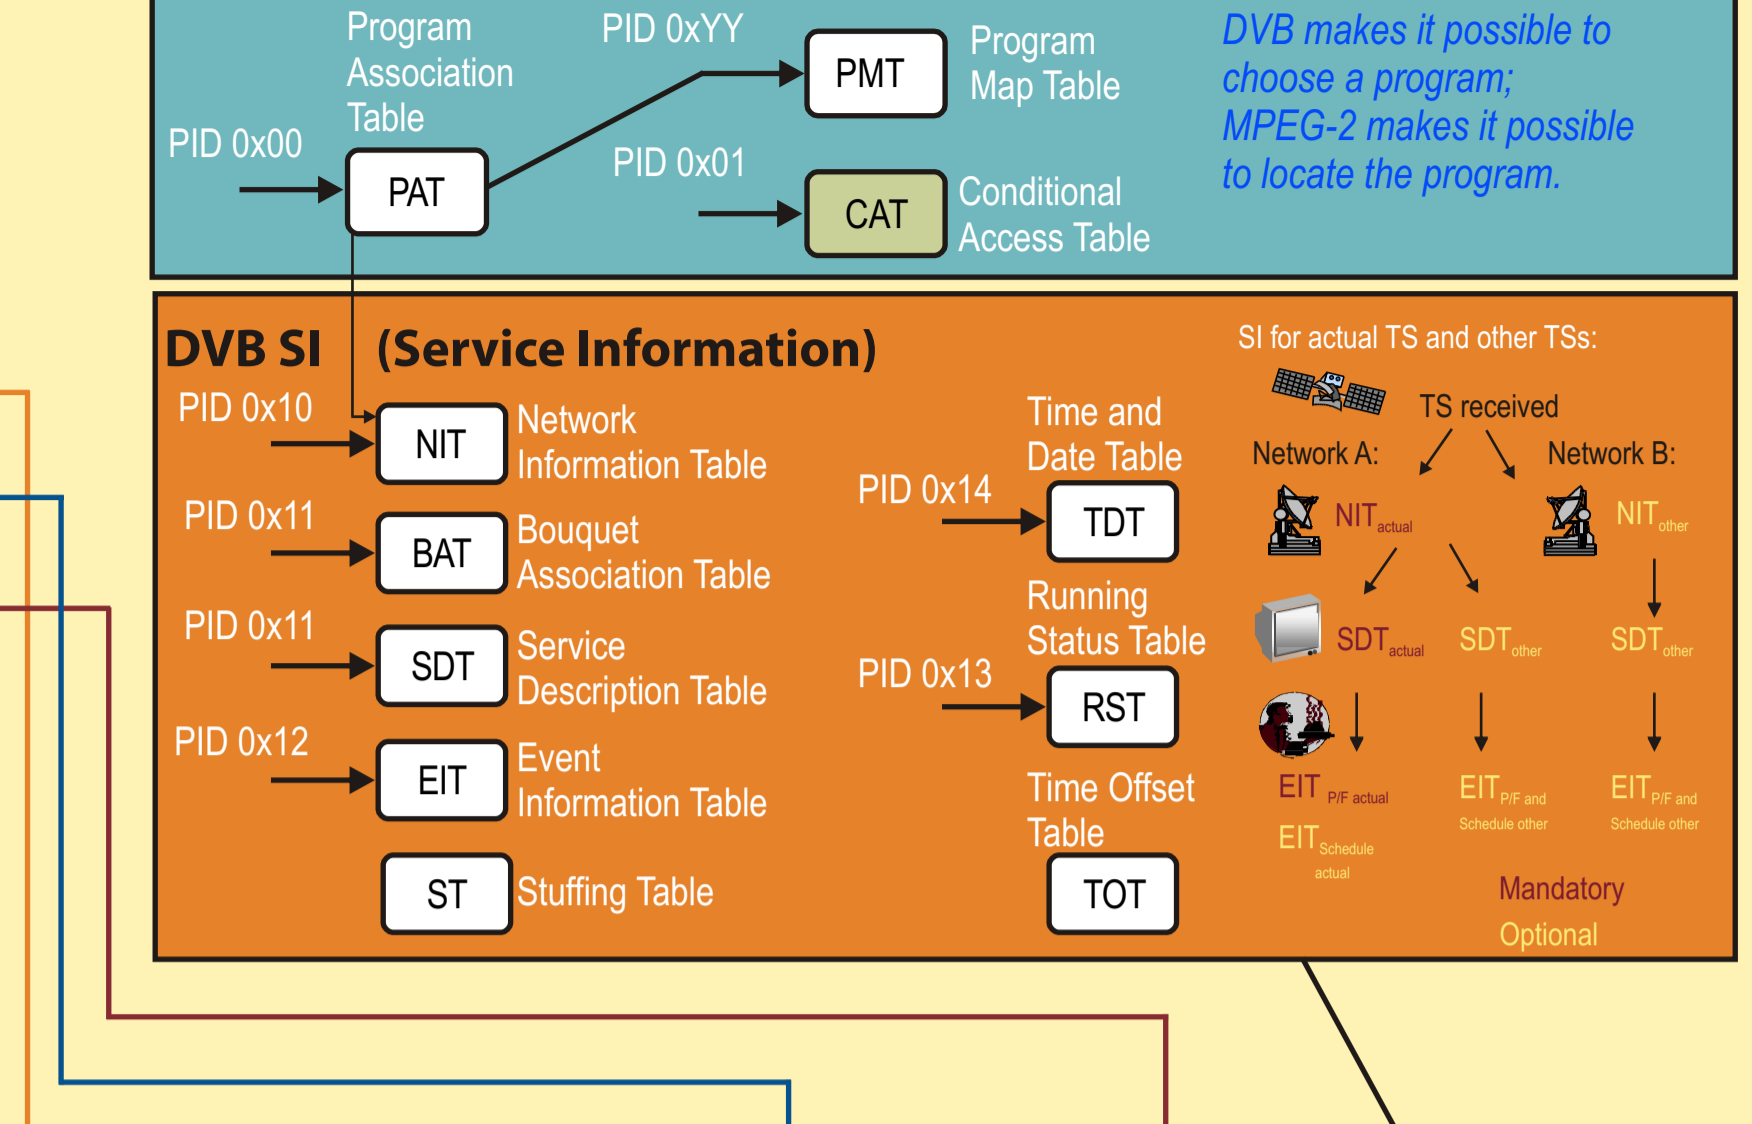 Program
Association
Table
PID 0xYY
PMT
Program
Map Table
PID 0x00
PAT
PID 0x01
CAT
Conditional
Access Table
DVB makes it possible to
choose a program;
MPEG-2 makes it possible
to locate the program.
DVB SI (Service Information)
PID 0x10
NIT
Network
Information Table
PID 0x11
BAT
Bouquet
Association Table
PID 0x11
SDT
Service
Description Table
PID 0x12
EIT
Event
Information Table
ST
Stuffing Table
Time and
Date Table
PID 0x14
TDT
Running
Status Table
PID 0x13
RST
Time Offset
Table
TOT
SI for actual TS and other TSs:
TS received
Network A:
Network B:
NIT actual
NIT other
SDT actual
SDT other
SDT other
EIT P/F actual
EIT P/F and
Schedule other
EIT P/F and
Schedule other
EIT Schedule
actual
Mandatory
Optional